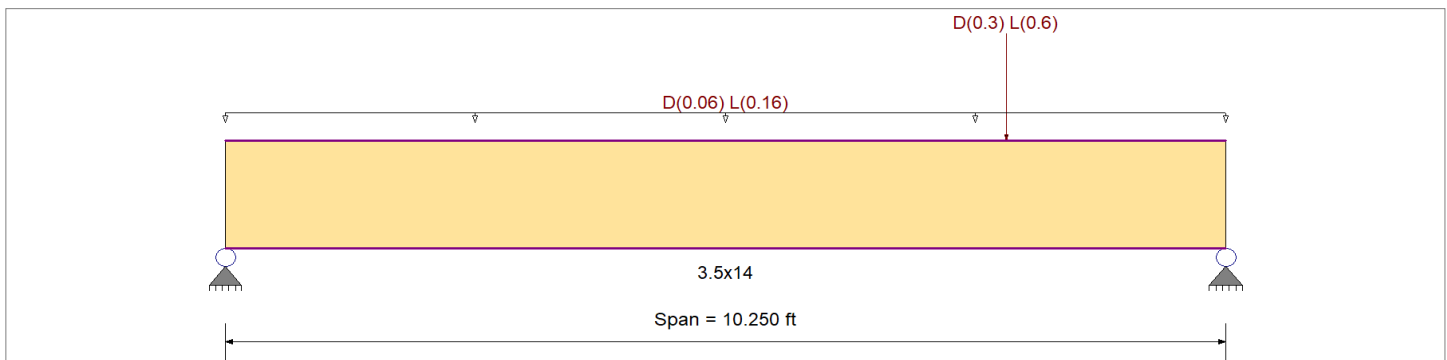 D(0.3) L(0.6)
D(0.06) L(0.16)
3.5x14
Span = 10.250 ft